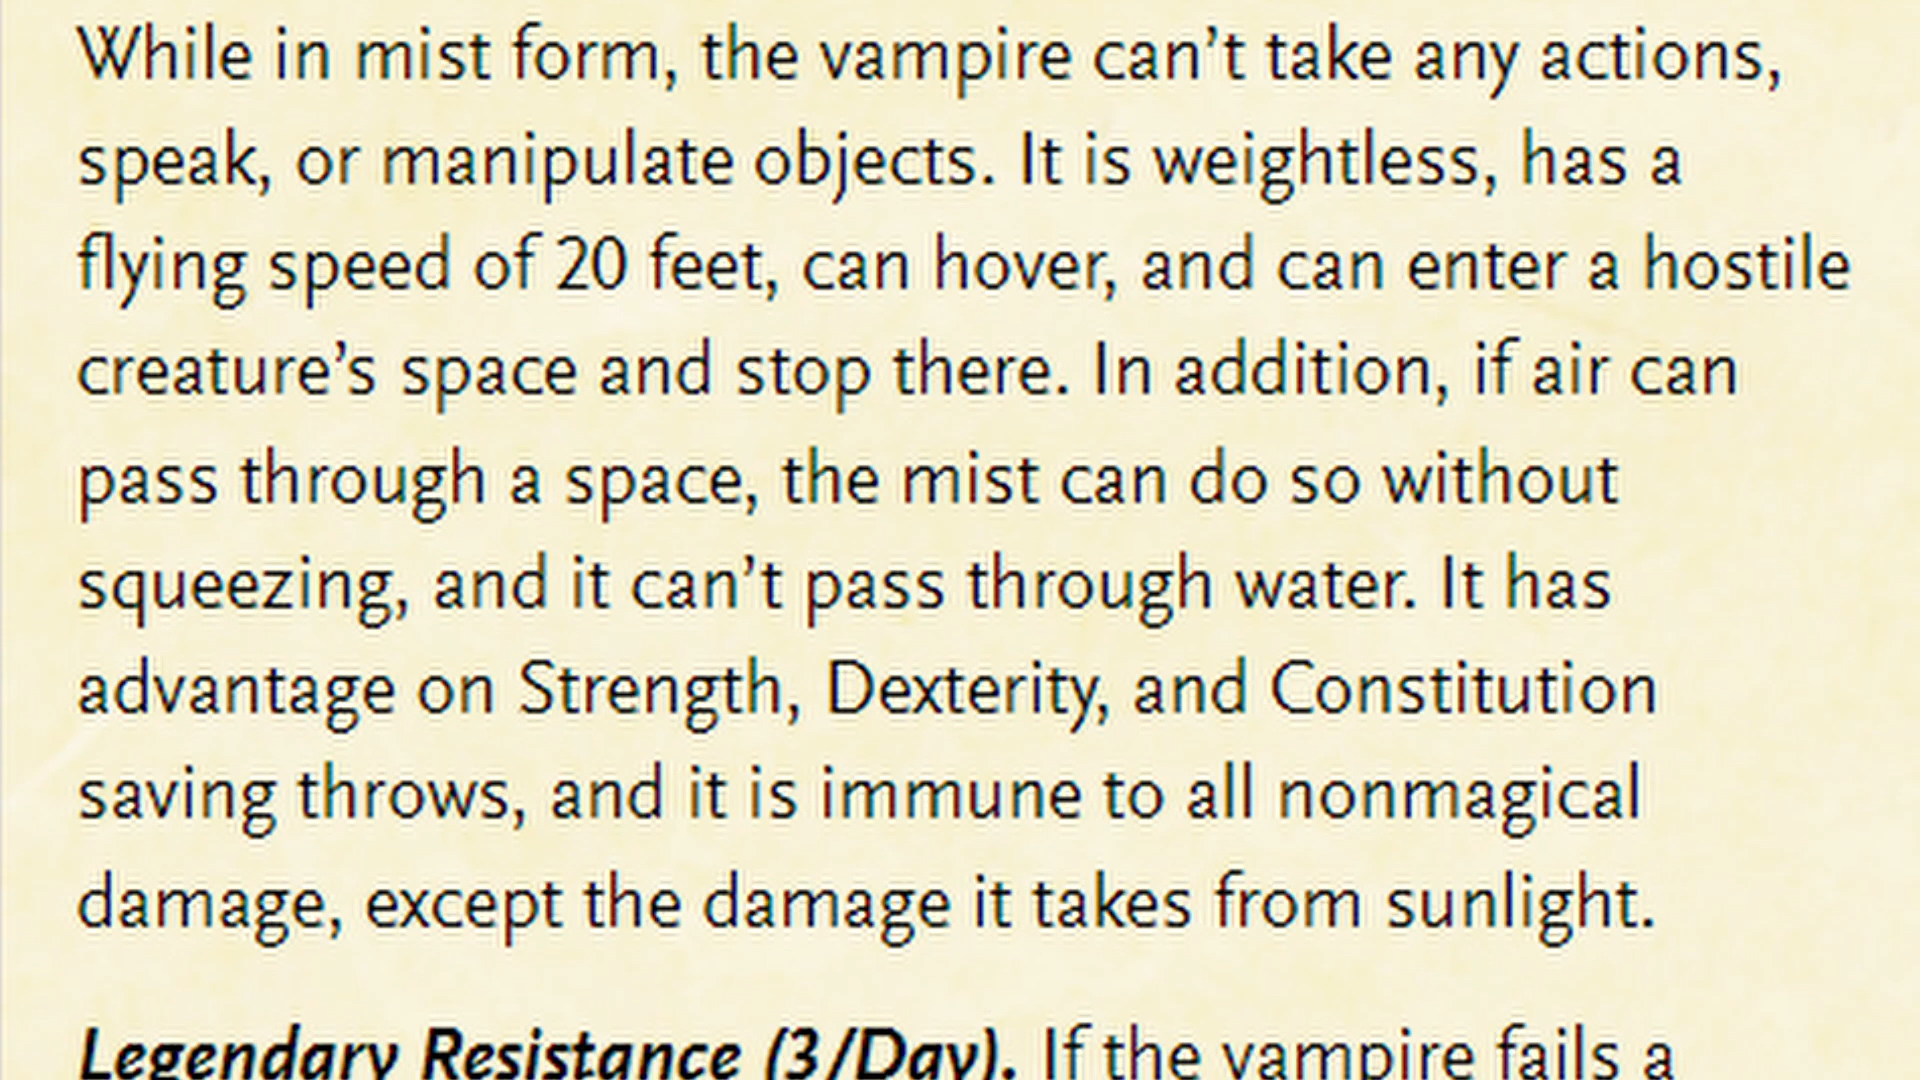 While in mist form, the vampire can’t take any actions,
speak, or manipulate objects. It is weightless, has a
flying speed of 20 feet, can hover, and can enter a hostile
creature’s space and stop there. In addition, if air can
pass through a space, the mist can do so without
squeezing, and it can’t pass through water. It has
advantage on Strength, Dexterity, and Constitution
saving throws, and it is immune to all nonmagical
damage, except the damage it takes from sunlight.
Legendary Resistance (3/Day). If the vampire fails a